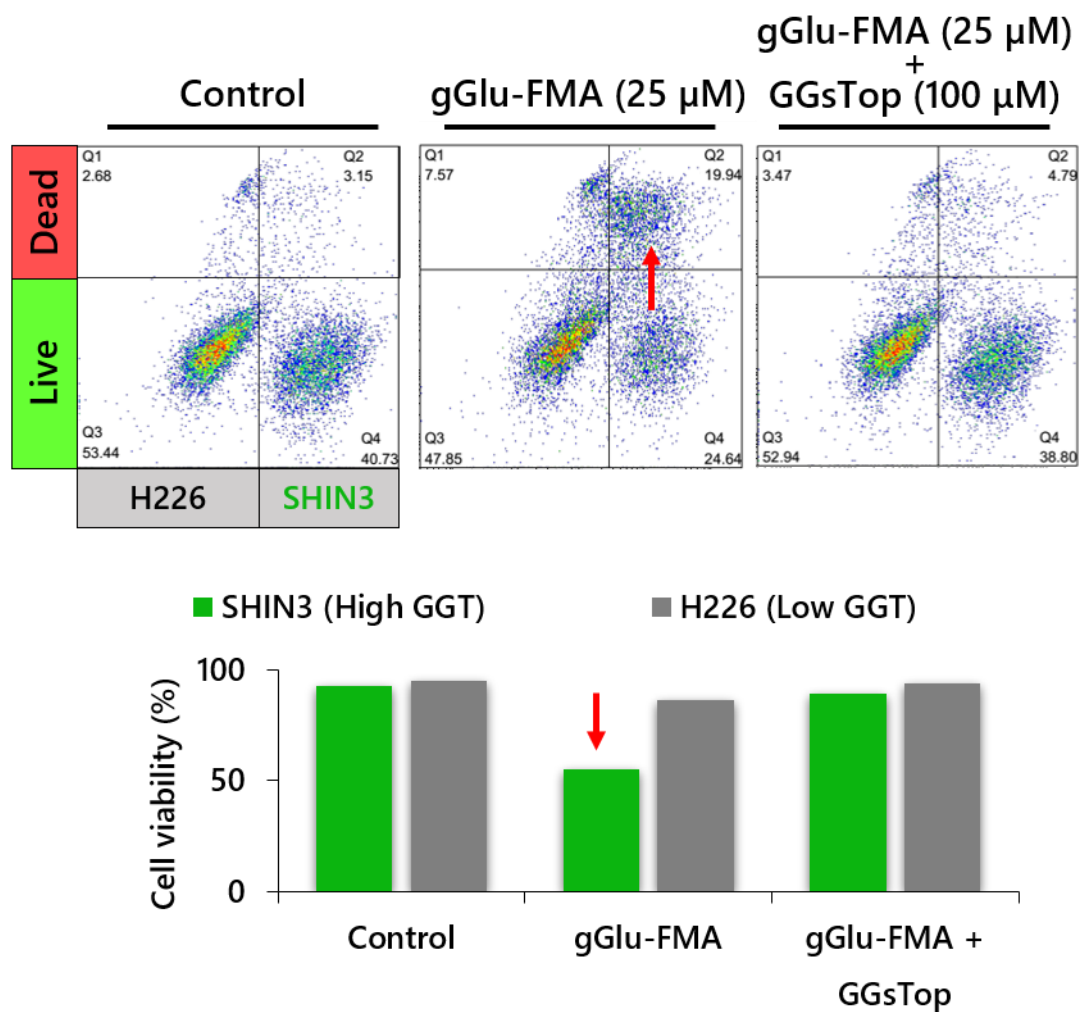 Control
gGlu-FMA (25 μM)
gGlu-FMA (25 μM)
+
GGsTop (100 μM)
Dead
Live
Q1
2.68
Q2
3.15
Q3
53.44
Q4
40.73
Q1
7.57
Q2
19.94
Q3
47.85
Q4
24.64
Q1
3.47
Q2
4.79
Q3
52.94
Q4
38.80
H226
SHIN3
SHIN3 (High GGT)
H226 (Low GGT)
Cell viability (%)
100
50
0
Control
gGlu-FMA
gGlu-FMA +
GGsTop